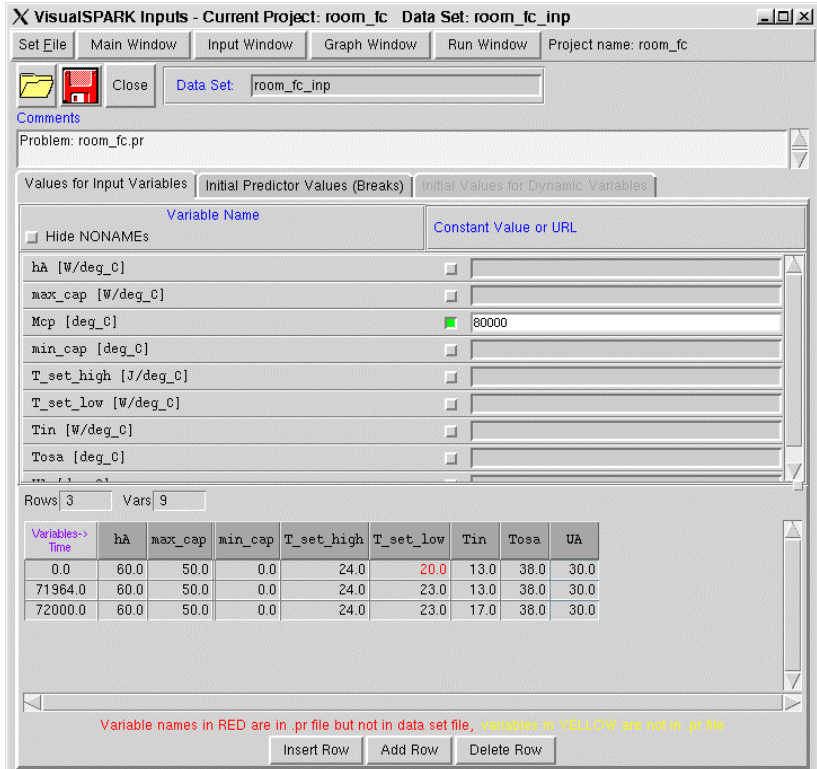 X VisualSPARK Inputs - Current Project: room_fc Data Set: room_fc_inp
Set File Main Window Input Window Graph Window Run Window Project name: room_fc
Close Data Set: room_fc_inp
Comments
Problem: room_fc.pr
Values for Input Variables Initial Predictor Values (Breaks) Initial Values for Dynamic Variables
Variable Name
Constant Value or URL
Hide NONAMEs
hA [W/deg_C]
max_cap [W/deg_C]
Mcp [deg_C] 80000
min_cap [deg_C]
T_set_high [J/deg_C]
T_set_low [W/deg_C]
Tin [W/deg_C]
Tosa [deg_C]
Rows 3 Vars 9
Variables->
Time hA max_cap min_cap T_set_high T_set_low Tin Tosa UA
0.0 60.0 50.0 0.0 24.0 20.0 13.0 38.0 30.0
71964.0 60.0 50.0 0.0 24.0 23.0 13.0 38.0 30.0
72000.0 60.0 50.0 0.0 24.0 23.0 17.0 38.0 30.0
Variable names in RED are in .pr file but not in data set file, variables in YELLOW are not in .pr file
Insert Row Add Row Delete Row